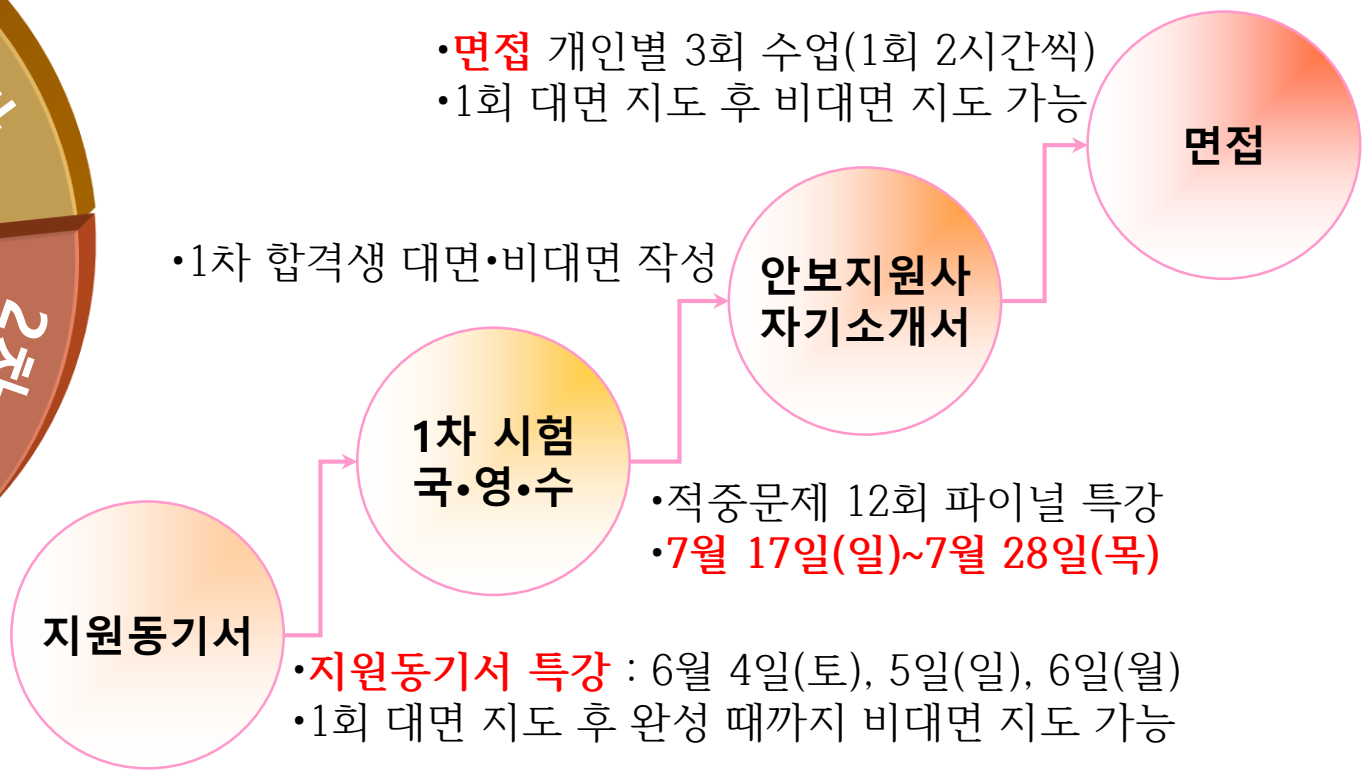 •면접 개인별 3회 수업(1회 2시간씩)
•1회 대면 지도 후 비대면 지도 가능
면접
•1차 합격생 대면•비대면 작성
안보지원사
자기소개서
2차
1차 시험
국•영•수
•적중문제 12회 파이널 특강
•7월 17일(일)~7월 28일(목)
지원동기서
•지원동기서 특강 : 6월 4일(토), 5일(일), 6일(월)
•1회 대면 지도 후 완성 때까지 비대면 지도 가능